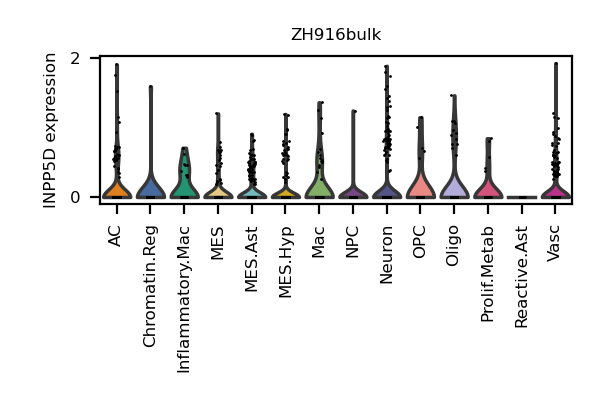 ZH916bulk
INPP5D expression
2
0
AC
Chromatin.Reg
Inflammatory.Mac
MES
MES.Ast
MES.Hyp
Mac
NPC
Neuron
OPC
Oligo
Prolif.Metab
Reactive.Ast
Vasc